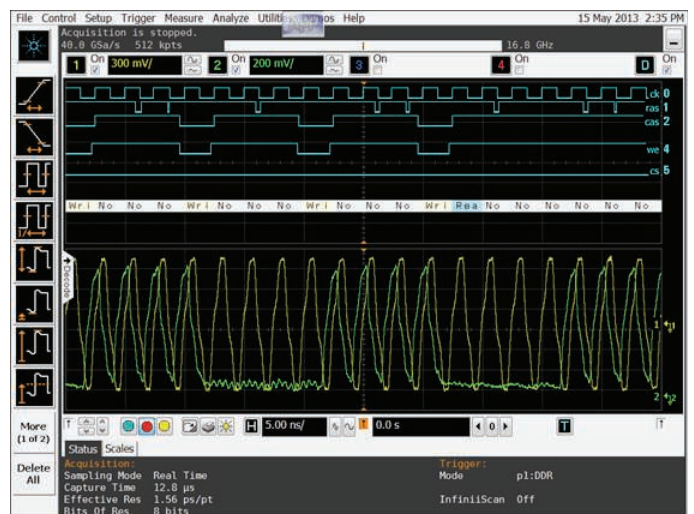 File Control Setup Trigger Measure Analyze Utilities Demos Help 15 May 2013 2:35 PM
Acquisition is stopped.
40.0 GSa/s 512 kpts 16.8 GHz
1 On 300 mV/ 2 On 200 mV/ 3 On 4 On D On
ck 0
ras 1
cas 2
we 4
cs 5
Wri No No No Wri No No No Wri No No No Wri Rea No No No No No No
Decode
1
2
More
(1 of 2)
Delete
All
H 5.00 ns/ 0.0 s 0 T
Status Scales
Acquisition:
Sampling Mode Real Time
Capture Time 12.8 µs
Effective Res 1.56 ps/pt
Bits Of Res 8 bits
Trigger:
Mode p1:DDR
InfiniiScan Off